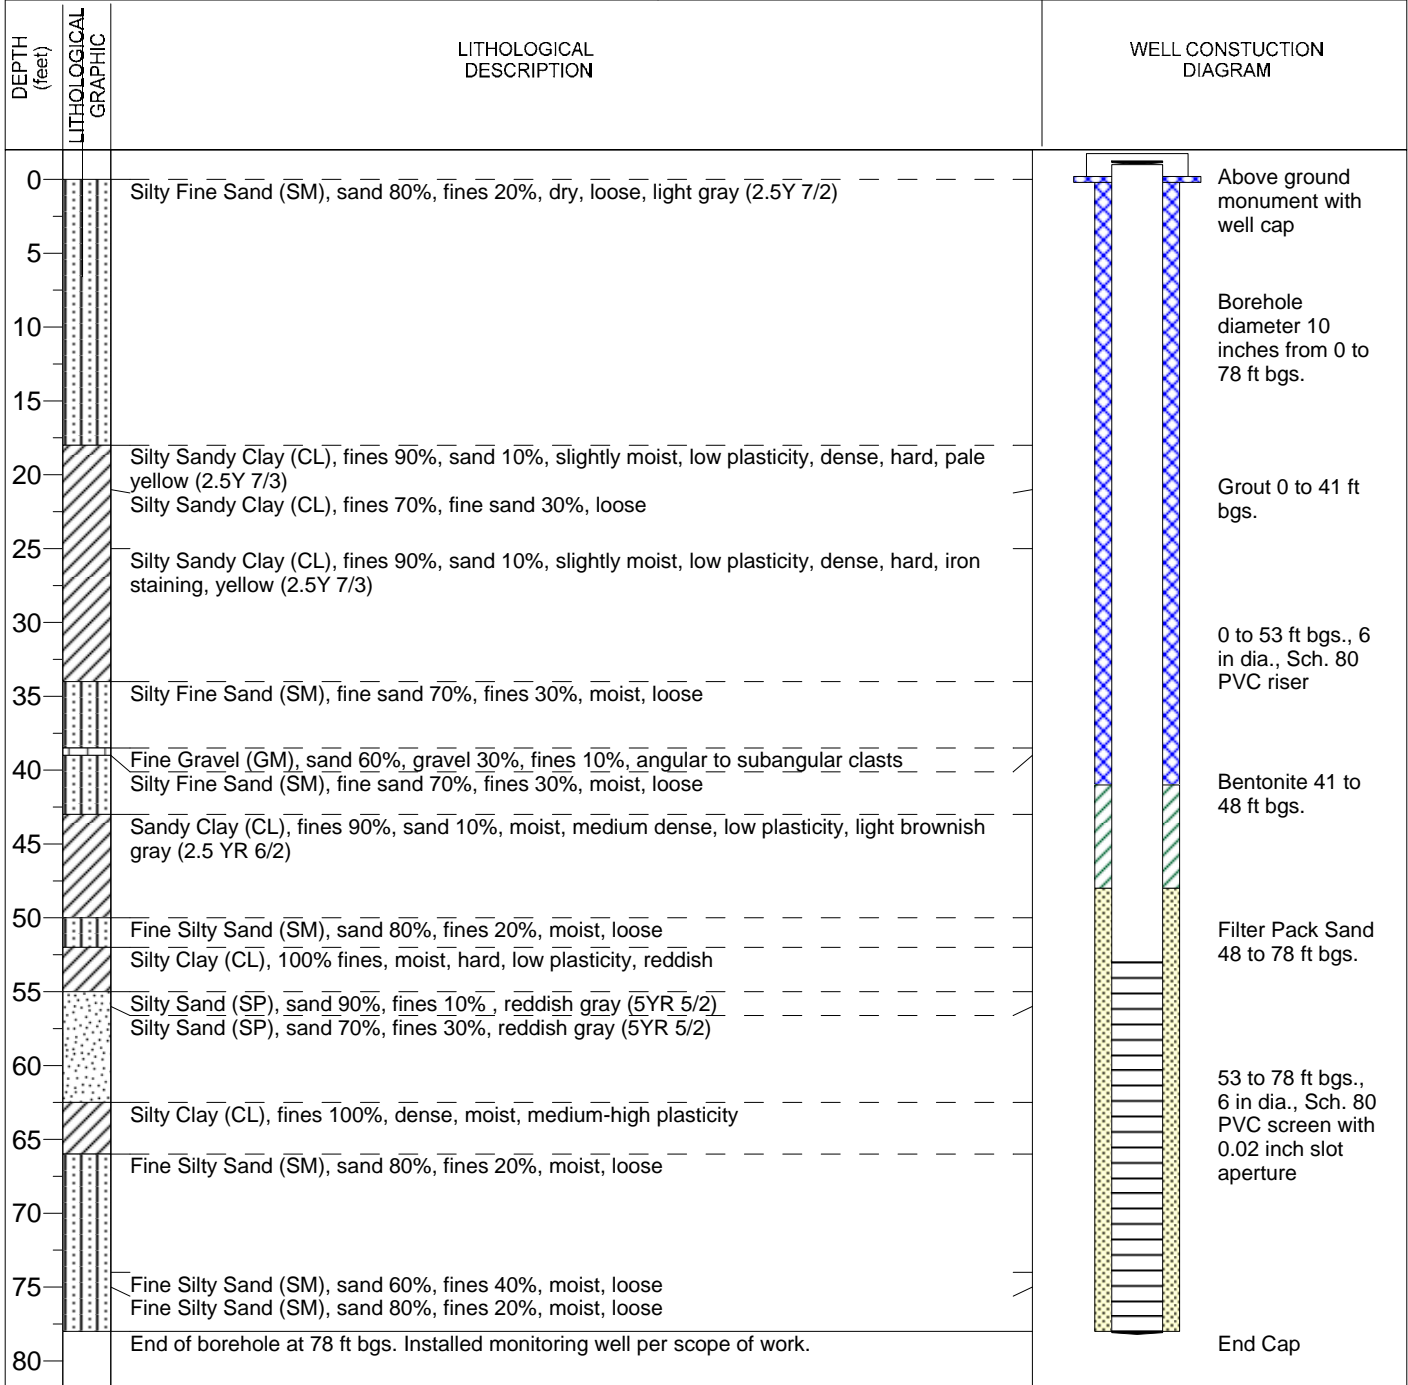 DEPTH
(feet)
LITHOLOGICAL
GRAPHIC
LITHOLOGICAL
DESCRIPTION
WELL CONSTUCTION
DIAGRAM
0
5
10
15
20
25
30
35
40
45
50
55
60
65
70
75
80
Silty Fine Sand (SM), sand 80%, fines 20%, dry, loose, light gray (2.5Y 7/2)
Silty Sandy Clay (CL), fines 90%, sand 10%, slightly moist, low plasticity, dense, hard, pale
yellow (2.5Y 7/3)
Silty Sandy Clay (CL), fines 70%, fine sand 30%, loose
Silty Sandy Clay (CL), fines 90%, sand 10%, slightly moist, low plasticity, dense, hard, iron
staining, yellow (2.5Y 7/3)
Silty Fine Sand (SM), fine sand 70%, fines 30%, moist, loose
Fine Gravel (GM), sand 60%, gravel 30%, fines 10%, angular to subangular clasts
Silty Fine Sand (SM), fine sand 70%, fines 30%, moist, loose
Sandy Clay (CL), fines 90%, sand 10%, moist, medium dense, low plasticity, light brownish
gray (2.5 YR 6/2)
Fine Silty Sand (SM), sand 80%, fines 20%, moist, loose
Silty Clay (CL), 100% fines, moist, hard, low plasticity, reddish
Silty Sand (SP), sand 90%, fines 10% , reddish gray (5YR 5/2)
Silty Sand (SP), sand 70%, fines 30%, reddish gray (5YR 5/2)
Silty Clay (CL), fines 100%, dense, moist, medium-high plasticity
Fine Silty Sand (SM), sand 80%, fines 20%, moist, loose
Fine Silty Sand (SM), sand 60%, fines 40%, moist, loose
Fine Silty Sand (SM), sand 80%, fines 20%, moist, loose
End of borehole at 78 ft bgs. Installed monitoring well per scope of work.
Above ground
monument with
well cap
Borehole
diameter 10
inches from 0 to
78 ft bgs.
Grout 0 to 41 ft
bgs.
0 to 53 ft bgs., 6
in dia., Sch. 80
PVC riser
Bentonite 41 to
48 ft bgs.
Filter Pack Sand
48 to 78 ft bgs.
53 to 78 ft bgs.,
6 in dia., Sch. 80
PVC screen with
0.02 inch slot
aperture
End Cap